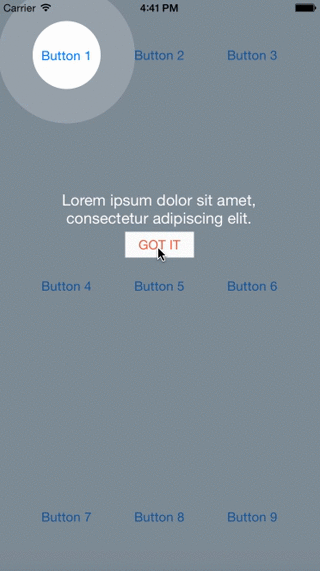 Carrier 4:41 PM
Button 1 Button 2 Button 3
Lorem ipsum dolor sit amet,
consectetur adipiscing elit.
GOT IT
Button 4 Button 5 Button 6
Button 7 Button 8 Button 9